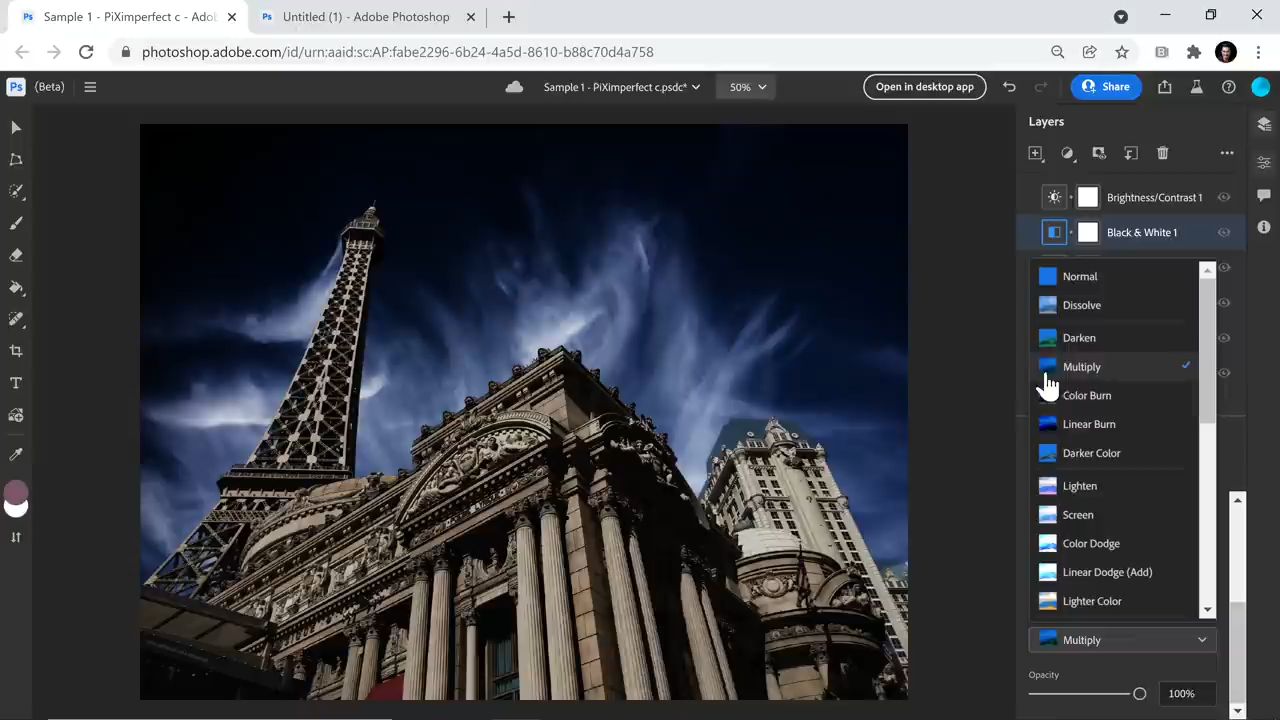 Sample 1 - PiXimperfect c - Adob
Untitled (1) - Adobe Photoshop
photoshop.adobe.com/id/urn:aaid:sc:AP:fabe2296-6b24-4a5d-8610-b88c70d4a758
Ps (Beta)
Sample 1 - PiXimperfect c.psdc*
50%
Open in desktop app
Share
Layers
Brightness/Contrast 1
Black & White 1
Normal
Dissolve
Darken
Multiply
Color Burn
Linear Burn
Darker Color
Lighten
Screen
Color Dodge
Linear Dodge (Add)
Lighter Color
Multiply
Opacity
100%